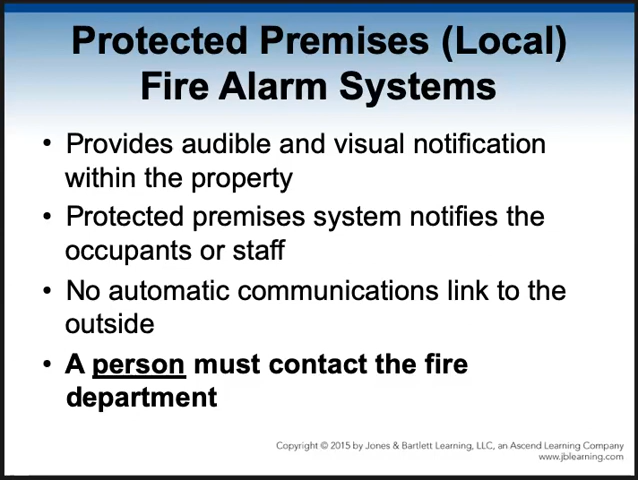 Protected Premises (Local)
Fire Alarm Systems
• Provides audible and visual notification
within the property
• Protected premises system notifies the
occupants or staff
• No automatic communications link to the
outside
• A person must contact the fire
department
Copyright © 2015 by Jones & Bartlett Learning, LLC, an Ascend Learning Company
www.jblearning.com